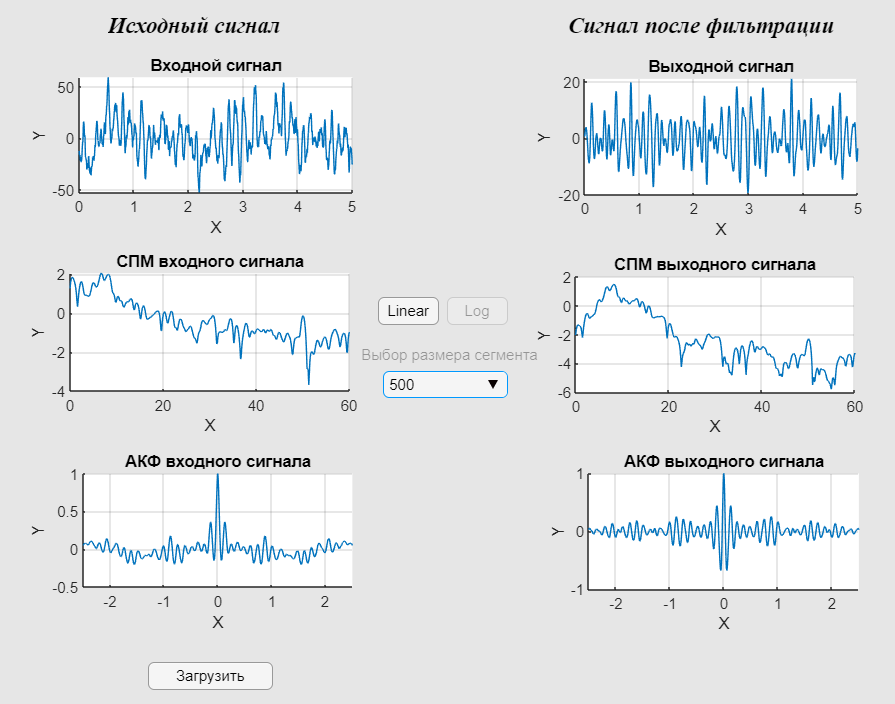 Исходный сигнал
Сигнал после фильтрации
Входной сигнал
50
0
-50
Y
0 1 2 3 4 5
X
Выходной сигнал
20
0
-20
Y
0 1 2 3 4 5
X
СПМ входного сигнала
2
0
-2
-4
Y
0 20 40 60
X
Linear Log
Выбор размера сегмента
500
СПМ выходного сигнала
2
0
-2
-4
-6
Y
0 20 40 60
X
АКФ входного сигнала
1
0.5
0
-0.5
Y
-2 -1 0 1 2
X
АКФ выходного сигнала
1
0
-1
Y
-2 -1 0 1 2
X
Загрузить